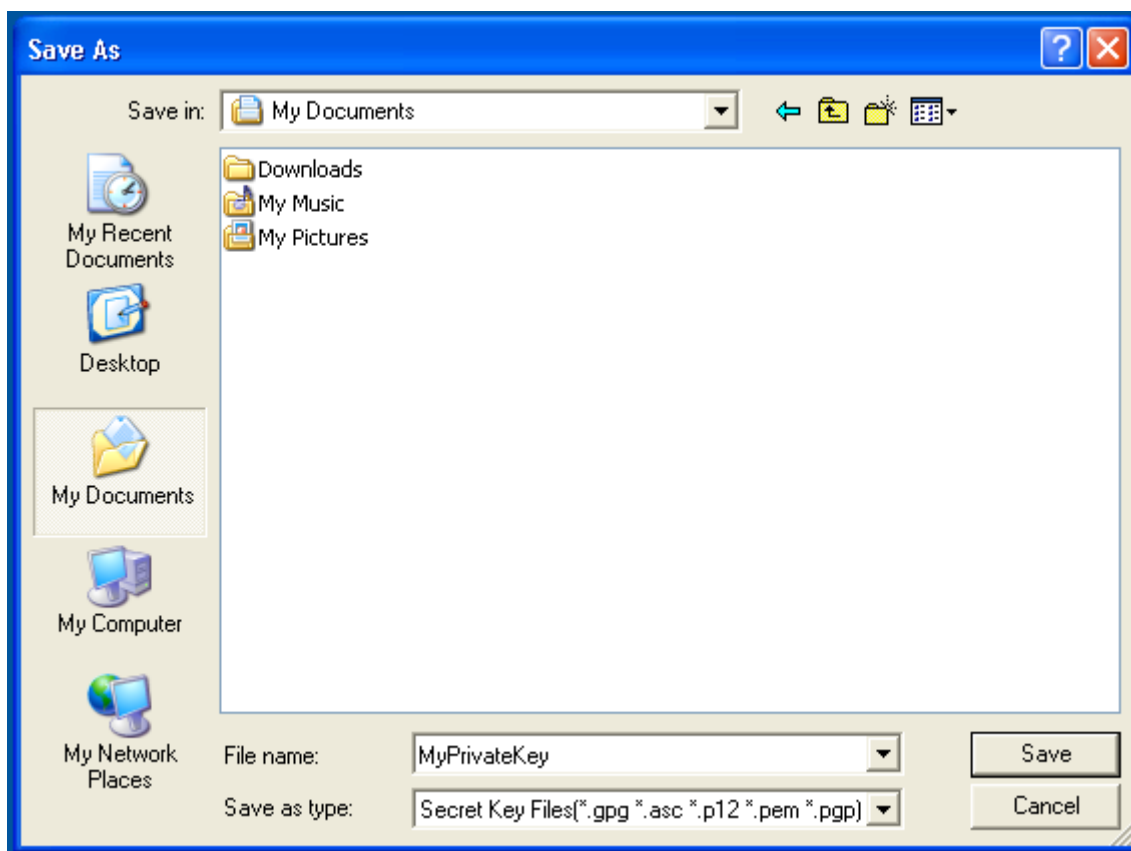 Save As
Save in: My Documents
Downloads
My Music
My Pictures
My Recent
Documents
Desktop
My Documents
My Computer
My Network
Places
File name: MyPrivateKey Save
Save as type: Secret Key Files(*.gpg *.asc *.p12 *.pem *.pgp) Cancel